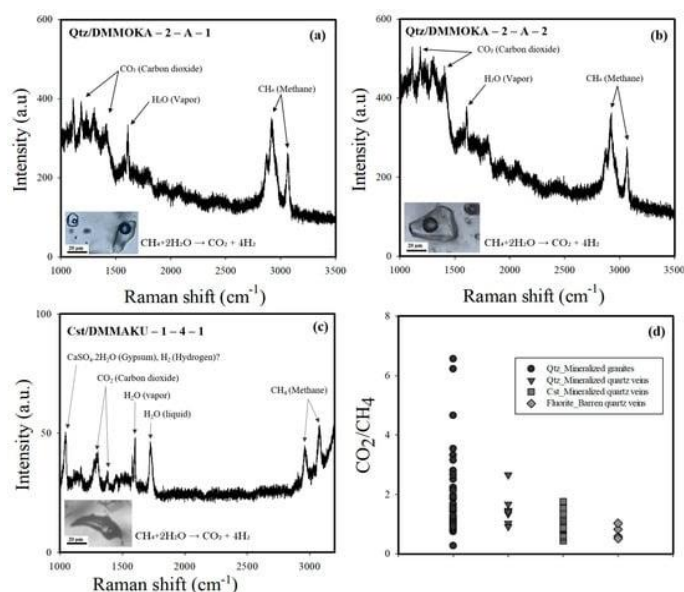 Qtz/DMMOKA – 2 – A – 1
(a)
600
400
200
0
Intensity (a.u)
CO₂ (Carbon dioxide)
H₂O (Vapor)
CH₄ (Methane)
20 μm
CH₄+2H₂O → CO₂ + 4H₂
1000 1500 2000 2500 3000 3500
Raman shift (cm⁻¹)
Qtz/DMMOKA – 2 – A – 2
(b)
600
400
200
0
Intensity (a.u)
CO₂ (Carbon dioxide)
H₂O (Vapor)
CH₄ (Methane)
20 μm
CH₄+2H₂O → CO₂ + 4H₂
1000 1500 2000 2500 3000 3500
Raman shift (cm⁻¹)
Cst/DMMAKU – 1 – 4 – 1
(c)
100
50
0
Intensity (a.u.)
CaSO₄.2H₂O (Gypsum), H₂ (Hydrogen)?
CO₂ (Carbon dioxide)
H₂O (vapor)
H₂O (liquid)
CH₄ (Methane)
20 μm
CH₄+2H₂O → CO₂ + 4H₂
1000 1500 2000 2500 3000
Raman shift (cm⁻¹)
(d)
8
6
4
2
0
CO₂/CH₄
Qtz_Mineralized granites
Qtz_Mineralized quartz veins
Cst_Mineralized quartz veins
Fluorite_Barren quartz veins